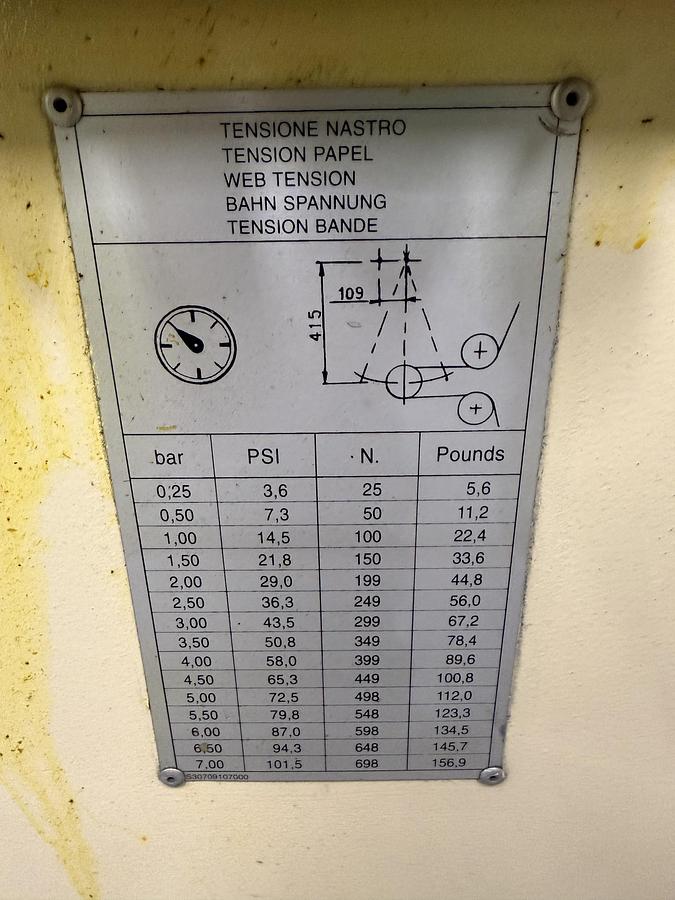 TENSIONE NASTRO
TENSION PAPEL
WEB TENSION
BAHN SPANNUNG
TENSION BANDE
109
415
bar PSI N. Pounds
0,25 3,6 25 5,6
0,50 7,3 50 11,2
1,00 14,5 100 22,4
1,50 21,8 150 33,6
2,00 29,0 199 44,8
2,50 36,3 249 56,0
3,00 43,5 299 67,2
3,50 50,8 349 78,4
4,00 58,0 399 89,6
4,50 65,3 449 100,8
5,00 72,5 498 112,0
5,50 79,8 548 123,3
6,00 87,0 598 134,5
6,50 94,3 648 145,7
7,00 101,5 698 156,9
S30709107000